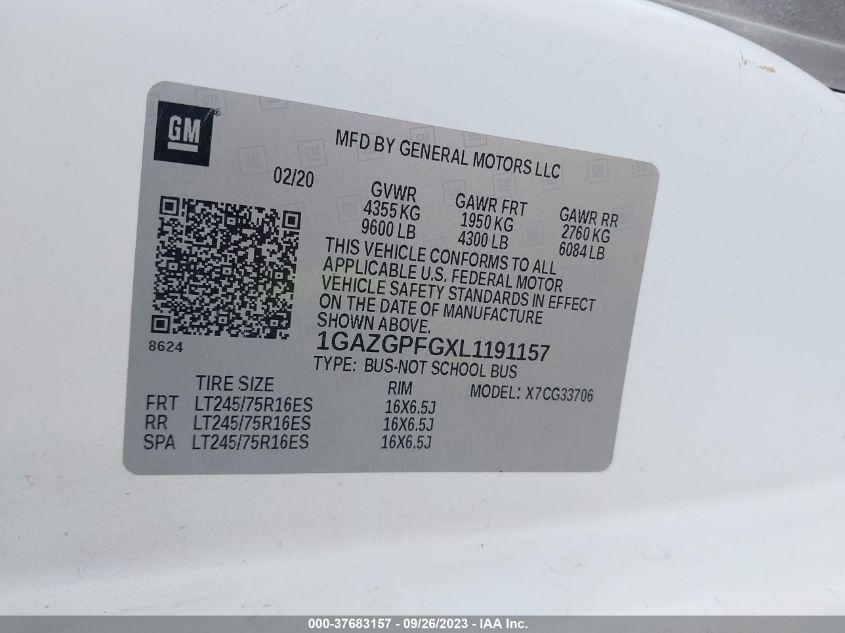 GM
MFD BY GENERAL MOTORS LLC
02/20
GVWR GAWR FRT GAWR RR
4355 KG 1950 KG 2760 KG
9600 LB 4300 LB 6084 LB
THIS VEHICLE CONFORMS TO ALL
APPLICABLE U.S. FEDERAL MOTOR
VEHICLE SAFETY STANDARDS IN EFFECT
ON THE DATE OF MANUFACTURE
SHOWN ABOVE.
8624
1GAZGPFGXL1191157
TYPE: BUS-NOT SCHOOL BUS
TIRE SIZE RIM MODEL: X7CG33706
FRT LT245/75R16ES 16X6.5J
RR LT245/75R16ES 16X6.5J
SPA LT245/75R16ES 16X6.5J
000-37683157 - 09/26/2023 - IAA Inc.